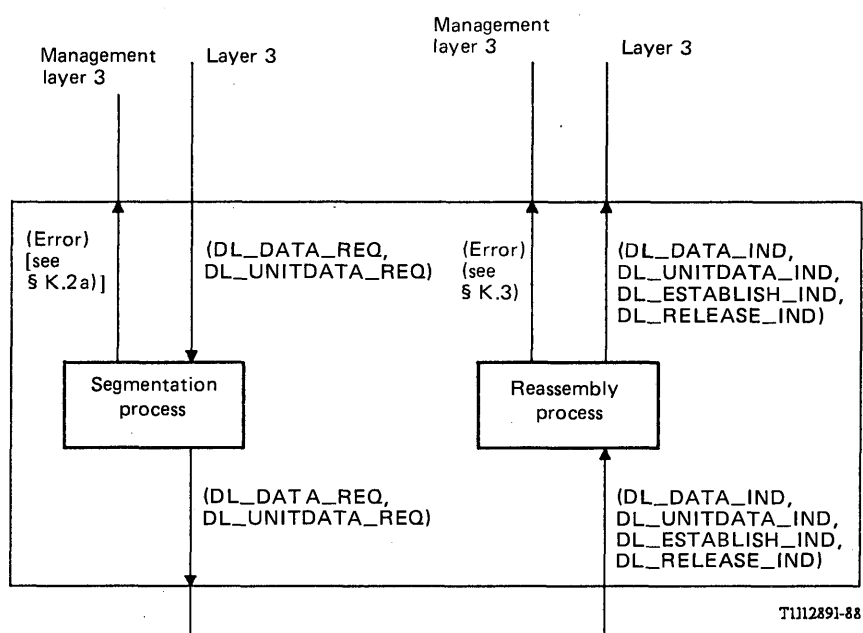 Management
layer 3
Layer 3
Management
layer 3
Layer 3
(Error)
[see
§ K.2a)]
(DL_DATA_REQ,
DL_UNITDATA_REQ)
(Error)
(see
§ K.3)
(DL_DATA_IND,
DL_UNITDATA_IND,
DL_ESTABLISH_IND,
DL_RELEASE_IND)
Segmentation
process
Reassembly
process
(DL_DATA_REQ,
DL_UNITDATA_REQ)
(DL_DATA_IND,
DL_UNITDATA_IND,
DL_ESTABLISH_IND,
DL_RELEASE_IND)
T1112891-88